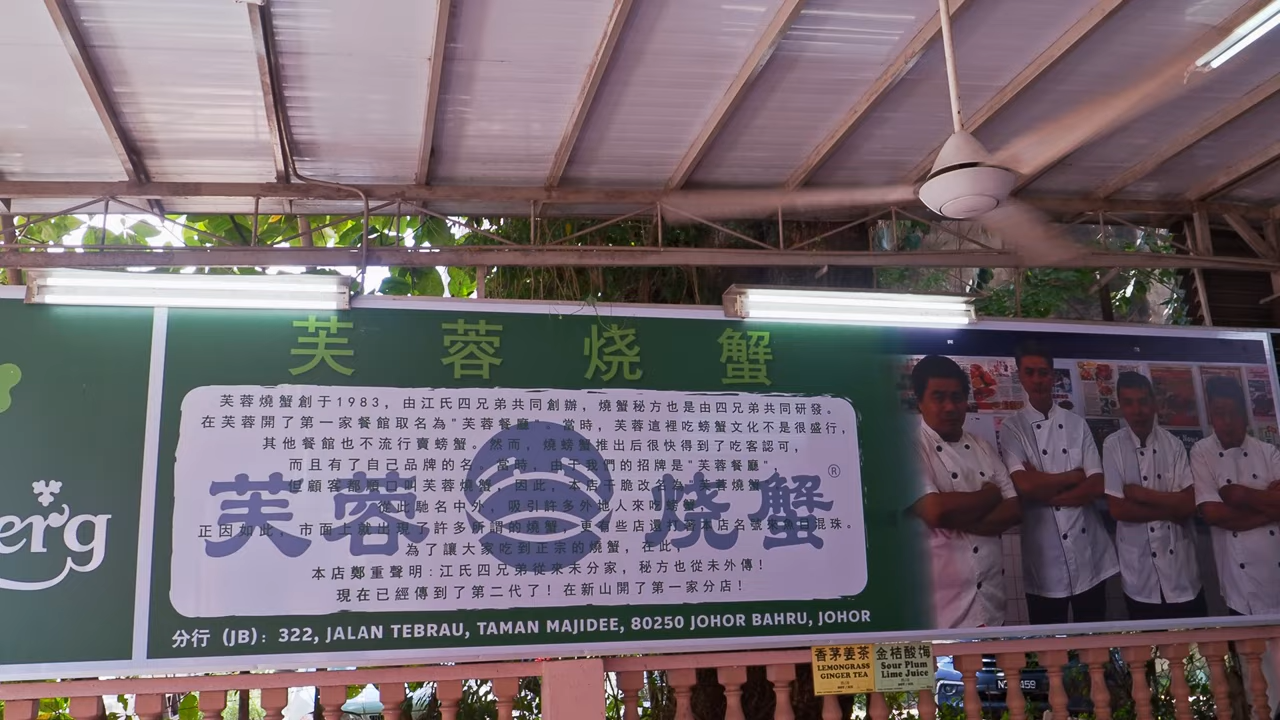 芙蓉烧蟹
芙蓉燒蟹创于1983，由江氏四兄弟共同創辦，燒蟹秘方也是由四兄弟共同研發。
在芙蓉開了第一家餐館取名為"芙蓉餐廳"。當時，芙蓉這裡吃螃蟹文化不是很盛行，
其他餐館也不流行賣螃蟹。然而，燒螃蟹推出后很快得到了吃客認可，
而且有了自己品牌的名，當時，由于我們的招牌是"芙蓉餐廳"，
但顧客都順口叫芙蓉燒蟹，因此，本店干脆改名為"芙蓉燒蟹"
從此馳名中外，吸引許多外地人來吃螃蟹。
正因如此，市面上就出現了許多所謂的燒蟹，更有些店還打著本店名號來魚目混珠。
為了讓大家吃到正宗的燒蟹，在此，
本店鄭重聲明：江氏四兄弟從來未分家，秘方也從未外傳！
現在已經傳到了第二代了！在新山開了第一家分店！
芙蓉 烧蟹®
erg
分行（JB）：322, JALAN TEBRAU, TAMAN MAJIDEE, 80250 JOHOR BAHRU, JOHOR
香茅姜茶
LEMONGRASS
GINGER TEA
金桔酸梅
Sour Plum
Lime Juice